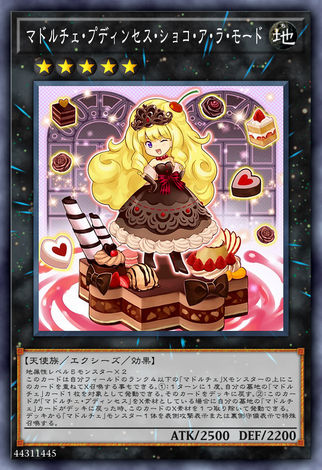 マドルチェ・プディンセス・ショコ・ア・ラ・モード
地
【天使族／エクシーズ／効果】
地属性レベル５モンスター×２
このカードは自分フィールドのランク４以下の「マドルチェ」Xモンスターの上にこ
のカードを重ねてX召喚する事もできる。①：１ターンに１度、自分の墓地の「マドルチ
ェ」カード１枚を対象として発動できる。そのカードをデッキに戻す。②：このカー
ドが「マドルチェ・プディンセス」をX素材としている場合に自分の墓地の「マドルチェ」
カードがデッキに戻った時、このカードのX素材を１つ取り除いて発動できる。
デッキから「マドルチェ」モンスター１体を表側攻撃表示または裏側守備表示で特殊
召喚する。
ATK/2500 DEF/2200
44311445